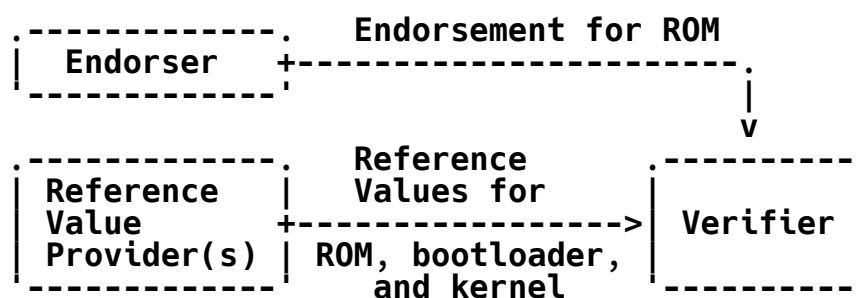 .-------------.   Endorsement for ROM
|  Endorser   +-----------------------.
'-------------'                       |
                                      v
.-------------.   Reference      .----------
| Reference   |   Values for     |
| Value       +----------------->| Verifier
| Provider(s) | ROM, bootloader, |
'-------------'    and kernel    '----------